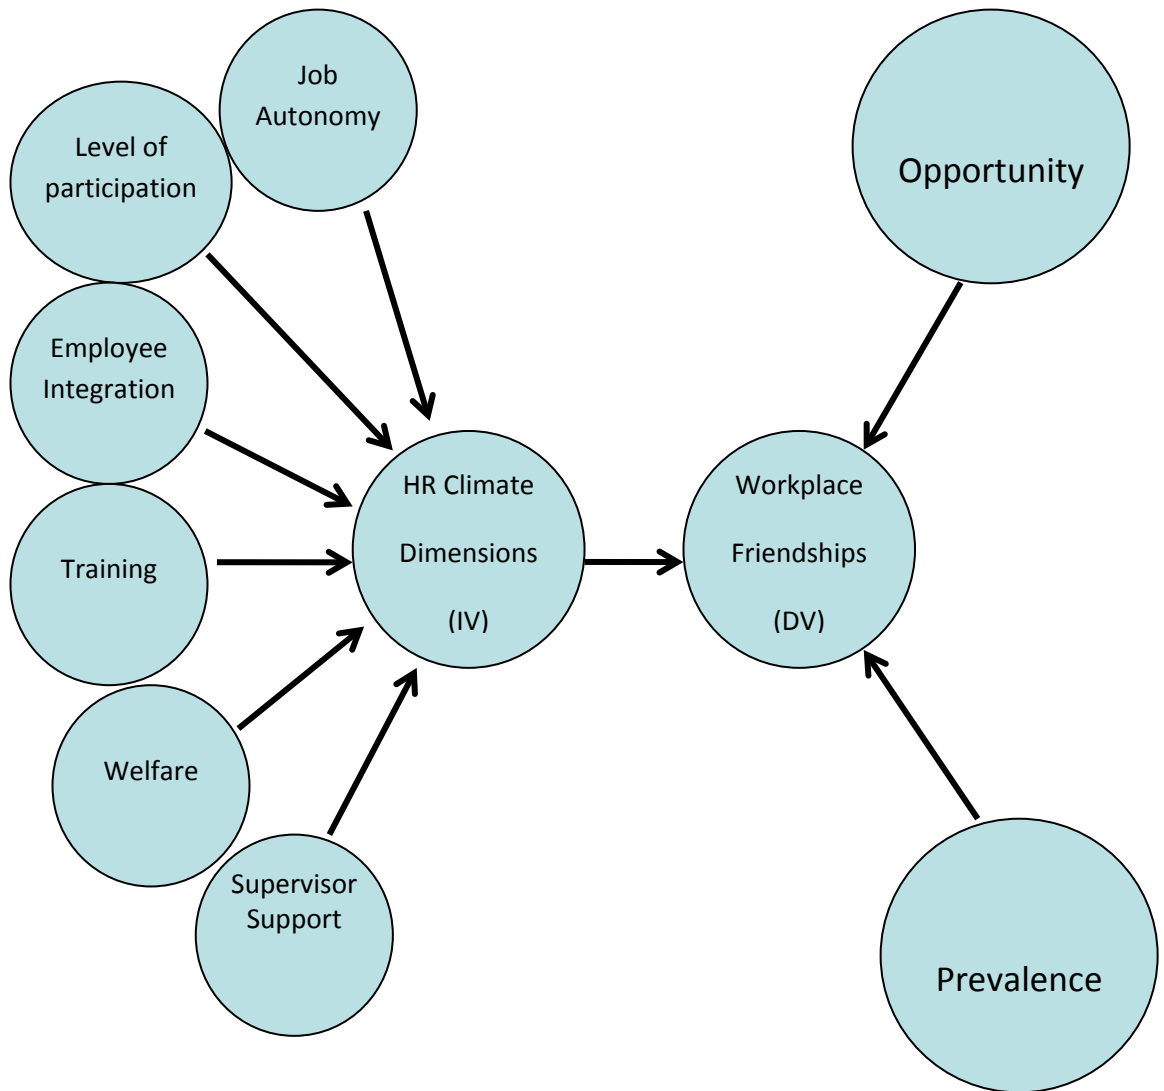 Job
Autonomy
Level of
participation
Opportunity
Employee
Integration
HR Climate
Dimensions
(IV)
Workplace
Friendships
(DV)
Training
Welfare
Supervisor
Support
Prevalence